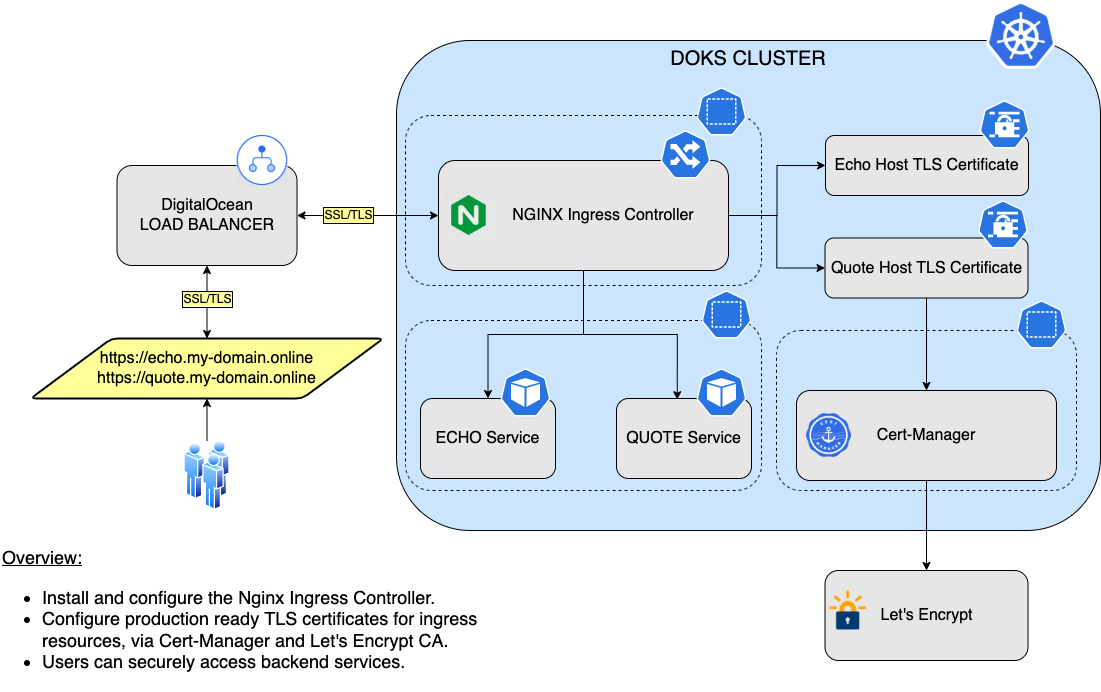 DOKS CLUSTER
DigitalOcean
LOAD BALANCER
SSL/TLS
NGINX Ingress Controller
Echo Host TLS Certificate
Quote Host TLS Certificate
SSL/TLS
https://echo.my-domain.online
https://quote.my-domain.online
ECHO Service
QUOTE Service
CERT
MANAGER
Cert-Manager
Let's Encrypt
Overview:
• Install and configure the Nginx Ingress Controller.
• Configure production ready TLS certificates for ingress
resources, via Cert-Manager and Let's Encrypt CA.
• Users can securely access backend services.